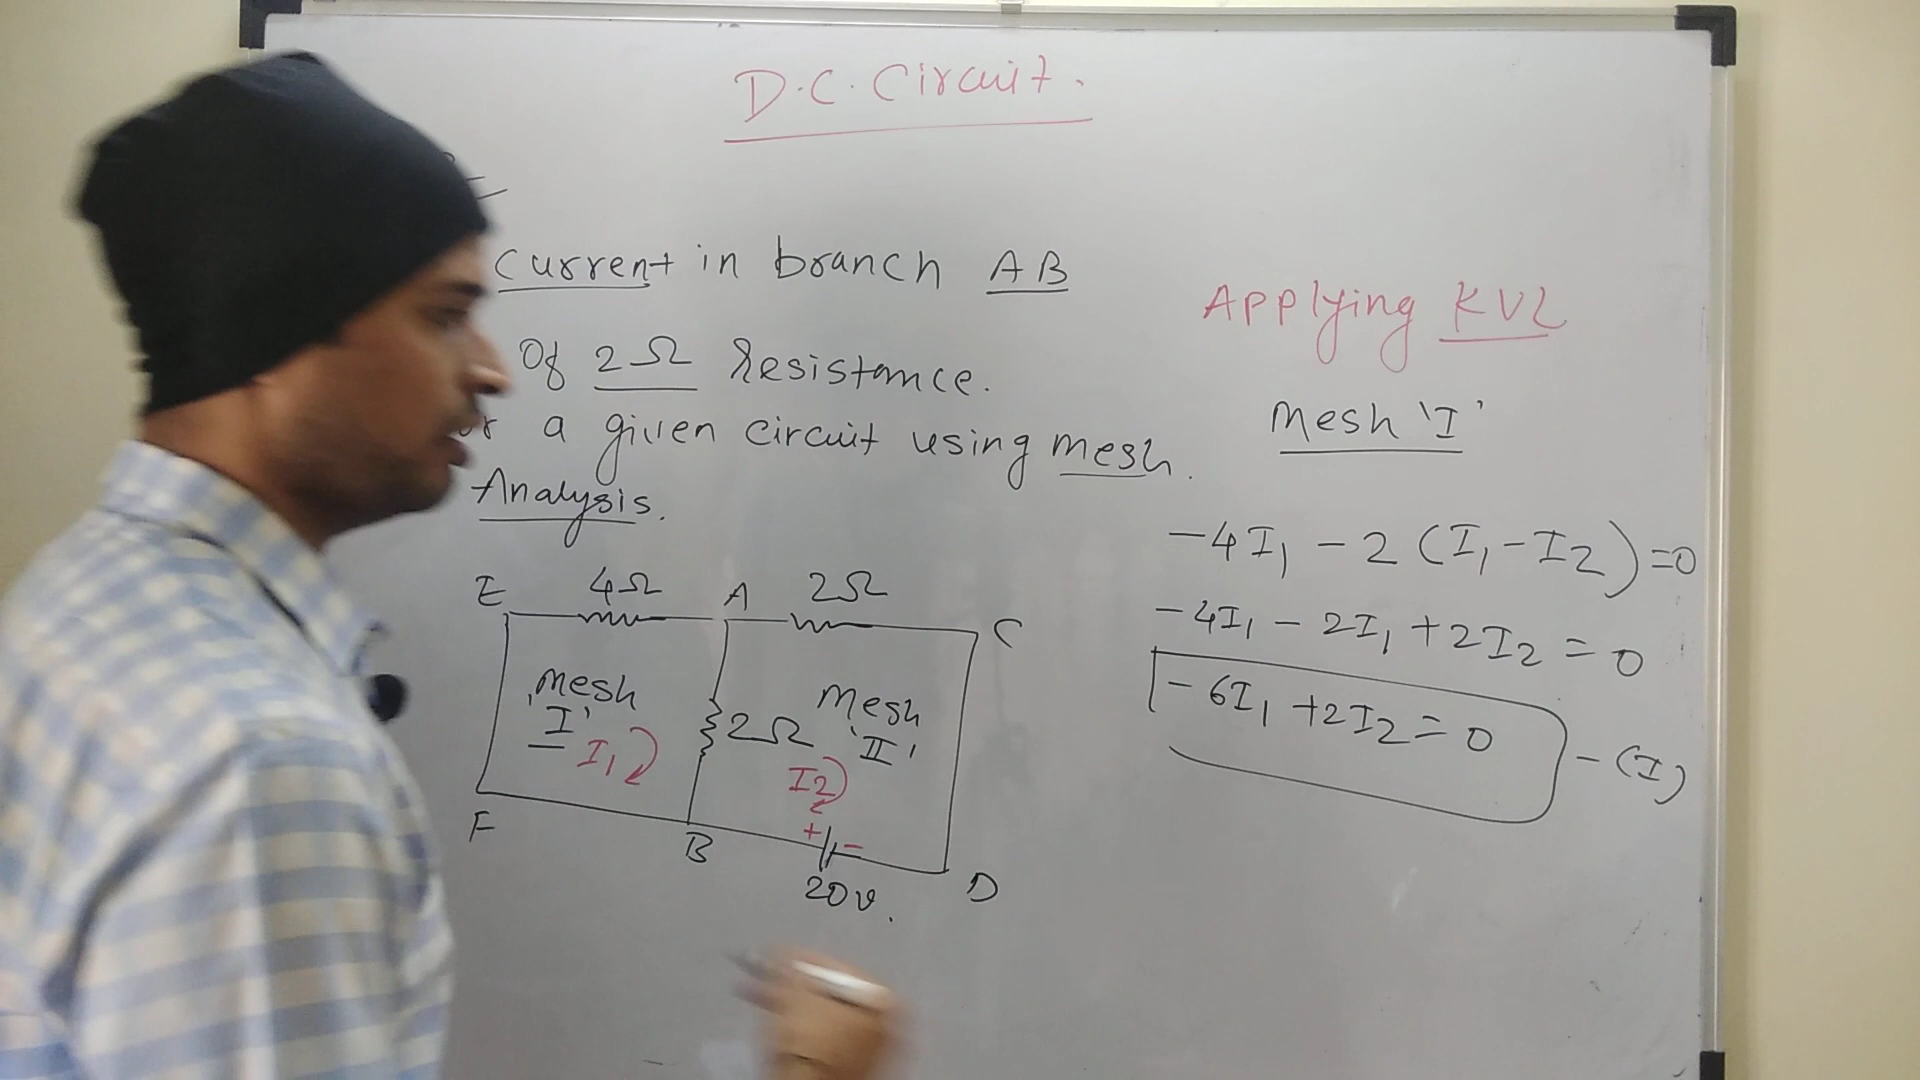 D.C. Circuit.
current in branch AB
Of 2Ω Resistance.
a given circuit using mesh.
Analysis.
E 4Ω A 2Ω C
Mesh 'I' I1
2Ω
Mesh 'II' I2
F B + - D
20v.
Applying KVL
Mesh 'I'
-4I1 - 2(I1-I2)=0
-4I1 - 2I1 + 2I2 = 0
-6I1 + 2I2 = 0 - (I)